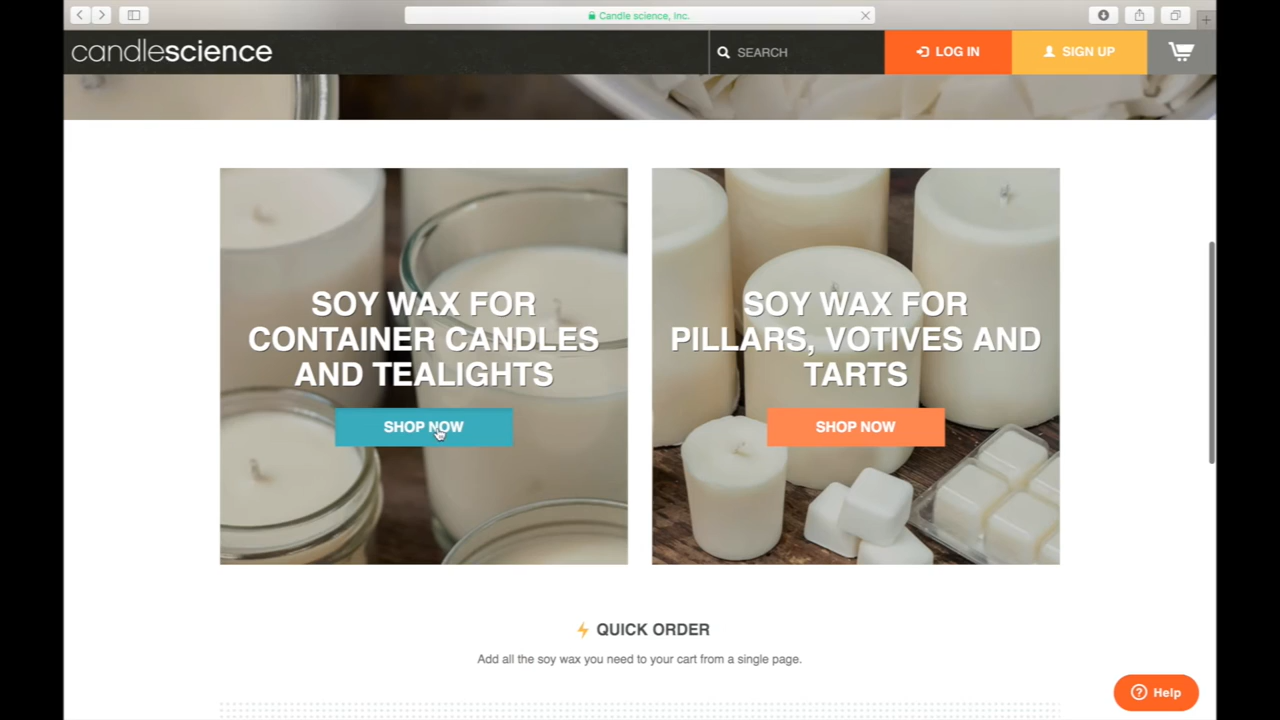 Candle science, Inc.
candlescience
SEARCH
LOG IN
SIGN UP
SOY WAX FOR
CONTAINER CANDLES
AND TEALIGHTS
SHOP NOW
SOY WAX FOR
PILLARS, VOTIVES AND
TARTS
SHOP NOW
QUICK ORDER
Add all the soy wax you need to your cart from a single page.
Help